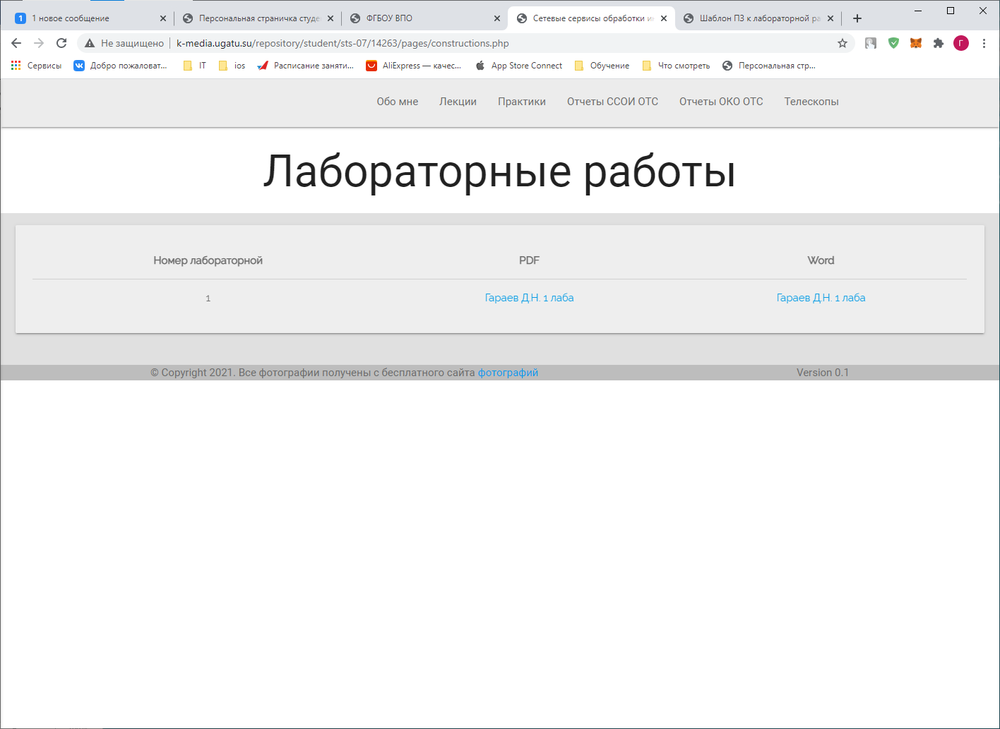 1 новое сообщение
Персональная страничка студе
ФГБОУ ВПО
Сетевые сервисы обработки и
Шаблон ПЗ к лабораторной ра
Не защищено
k-media.ugatu.su/repository/student/sts-07/14263/pages/constructions.php
Сервисы
Добро пожаловат...
IT
ios
Расписание заняти...
AliExpress — качес...
App Store Connect
Обучение
Что смотреть
Персональная стр...
Г
Обо мне Лекции Практики Отчеты ССОИ ОТС Отчеты ОКО ОТС Телескопы
Лабораторные работы
Номер лабораторной PDF Word
1 Гараев Д.Н. 1 лаба Гараев Д.Н. 1 лаба
© Copyright 2021. Все фотографии получены с бесплатного сайта фотографий Version 0.1